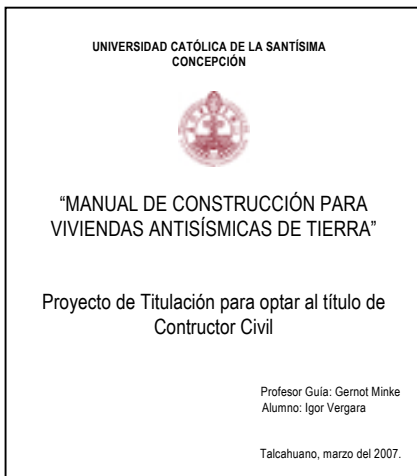 UNIVERSIDAD CATÓLICA DE LA SANTÍSIMA
CONCEPCIÓN
“MANUAL DE CONSTRUCCIÓN PARA
VIVIENDAS ANTISÍSMICAS DE TIERRA”
Proyecto de Titulación para optar al título de
Contructor Civil
Profesor Guía: Gernot Minke
Alumno: Igor Vergara
Talcahuano, marzo del 2007.